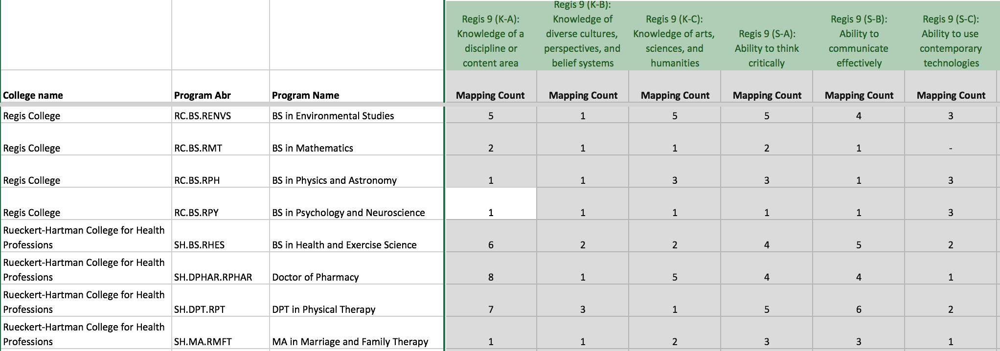 Regis 9 (K-A): Knowledge of a discipline or content area
Regis 9 (K-B): Knowledge of diverse cultures, perspectives, and belief systems
Regis 9 (K-C): Knowledge of arts, sciences, and humanities
Regis 9 (S-A): Ability to think critically
Regis 9 (S-B): Ability to communicate effectively
Regis 9 (S-C): Ability to use contemporary technologies
College name Program Abr Program Name Mapping Count Mapping Count Mapping Count Mapping Count Mapping Count Mapping Count
Regis College RC.BS.RENVS BS in Environmental Studies 5 1 5 5 4 3
Regis College RC.BS.RMT BS in Mathematics 2 1 1 2 1 -
Regis College RC.BS.RPH BS in Physics and Astronomy 1 1 3 3 1 3
Regis College RC.BS.RPY BS in Psychology and Neuroscience 1 1 1 1 1 3
Rueckert-Hartman College for Health
Professions SH.BS.RHES BS in Health and Exercise Science 6 2 2 4 5 2
Rueckert-Hartman College for Health
Professions SH.DPHAR.RPHAR Doctor of Pharmacy 8 1 5 4 4 1
Rueckert-Hartman College for Health
Professions SH.DPT.RPT DPT in Physical Therapy 7 3 1 5 6 2
Rueckert-Hartman College for Health
Professions SH.MA.RMFT MA in Marriage and Family Therapy 1 1 2 3 3 1